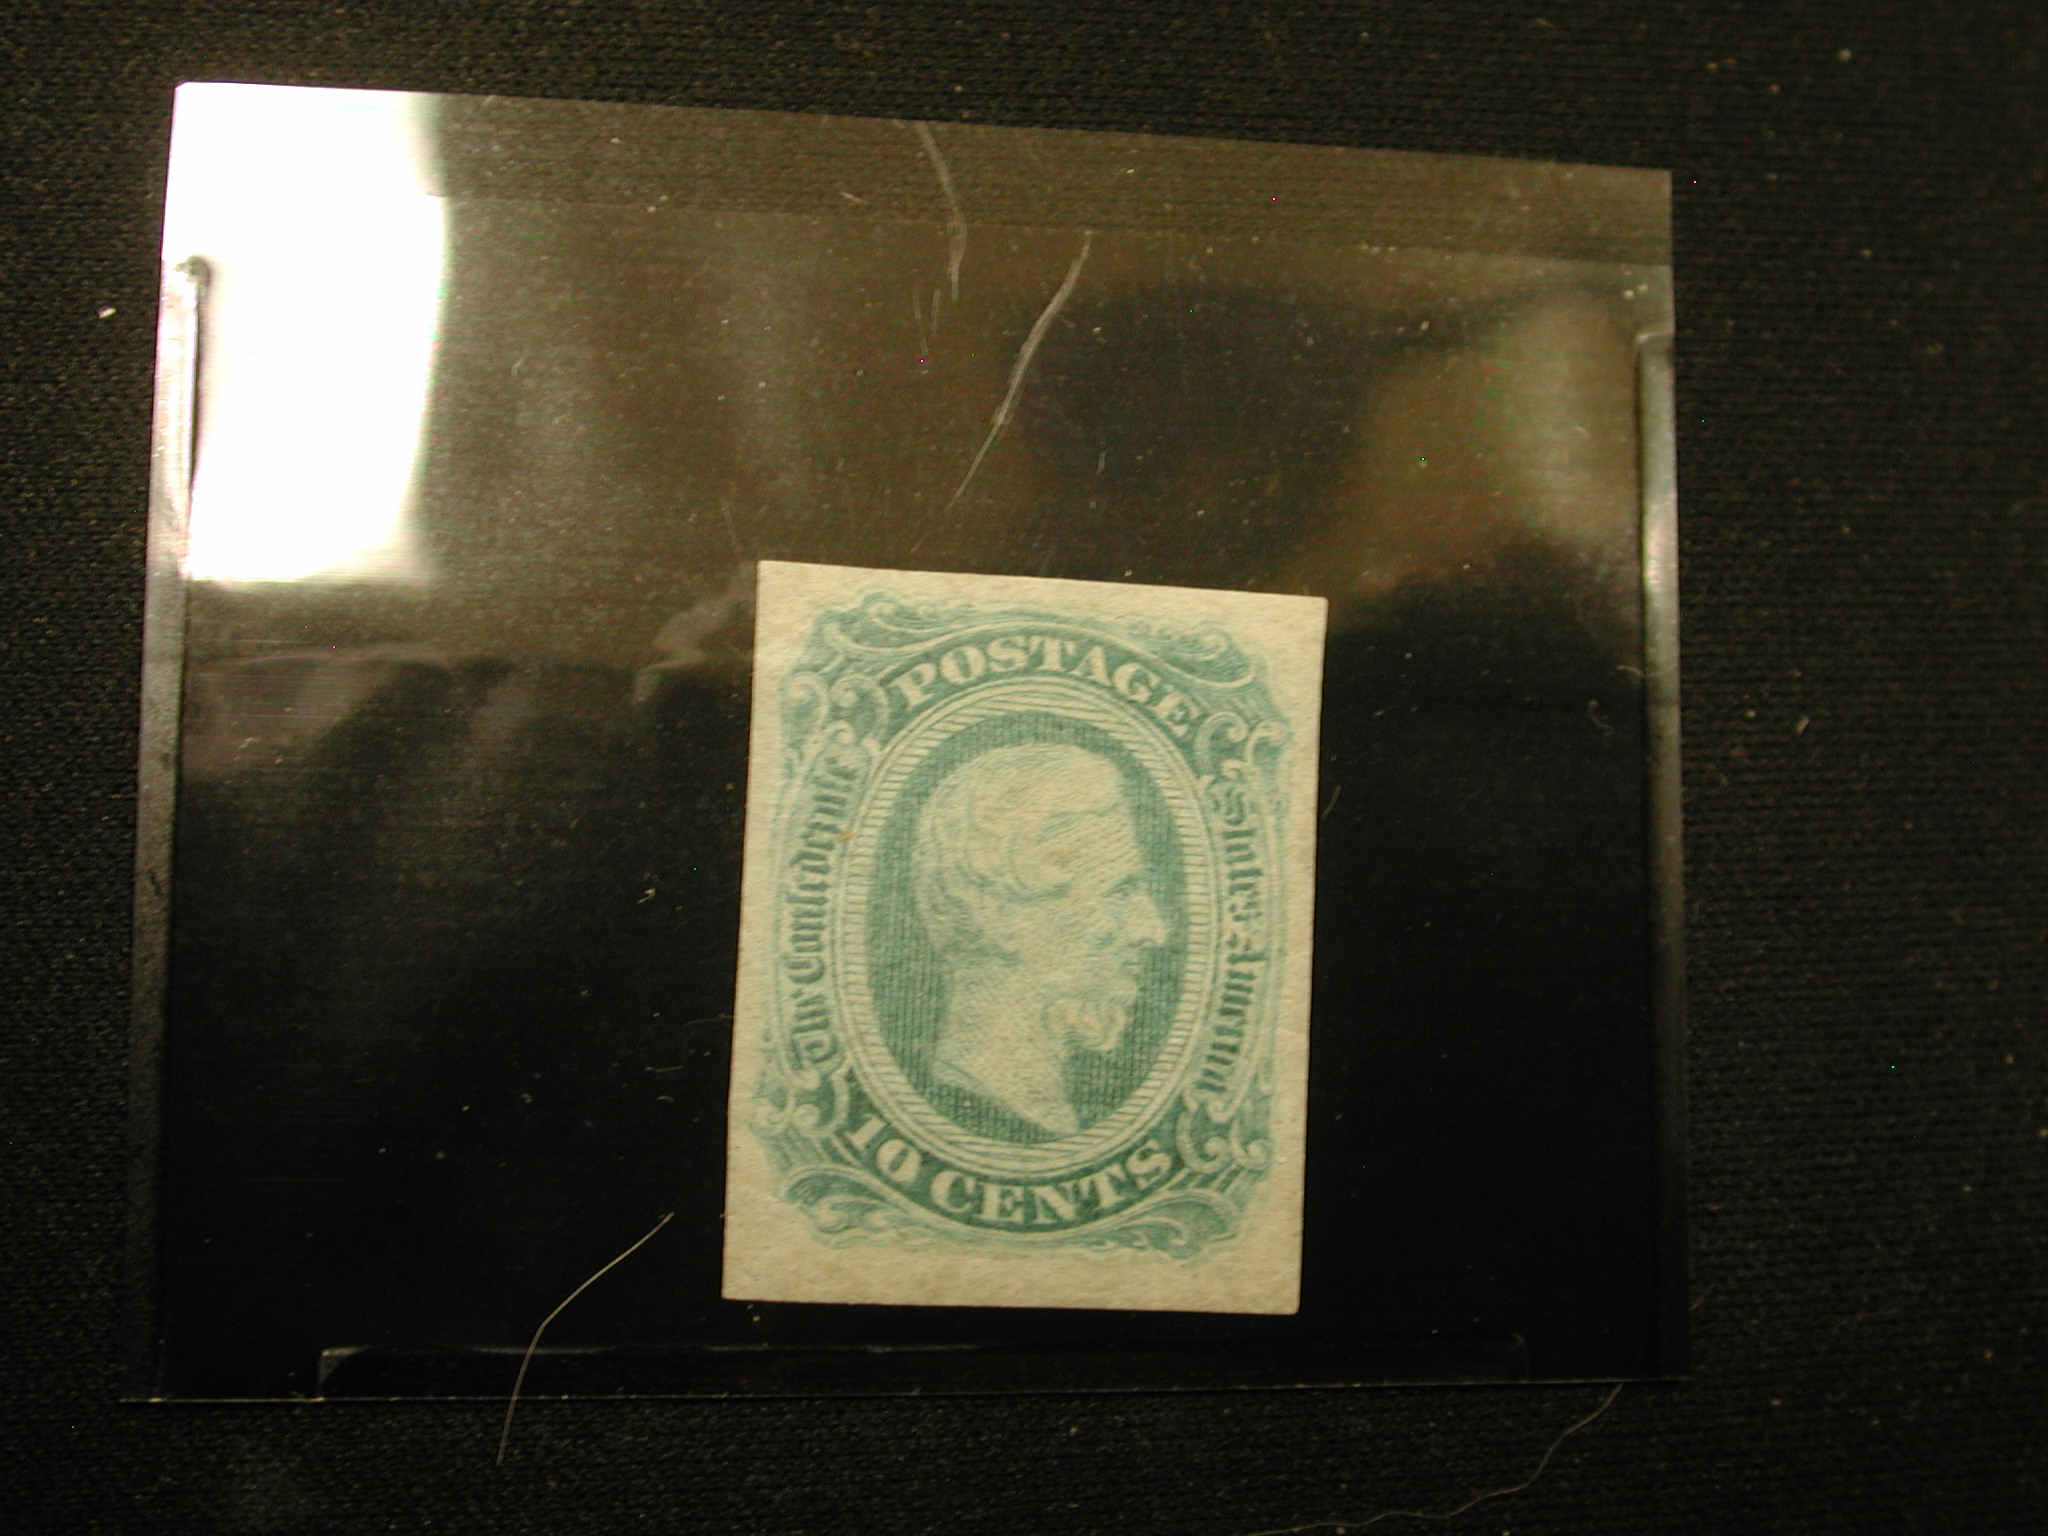 POSTAGE
The Confederate
States America
10 CENTS